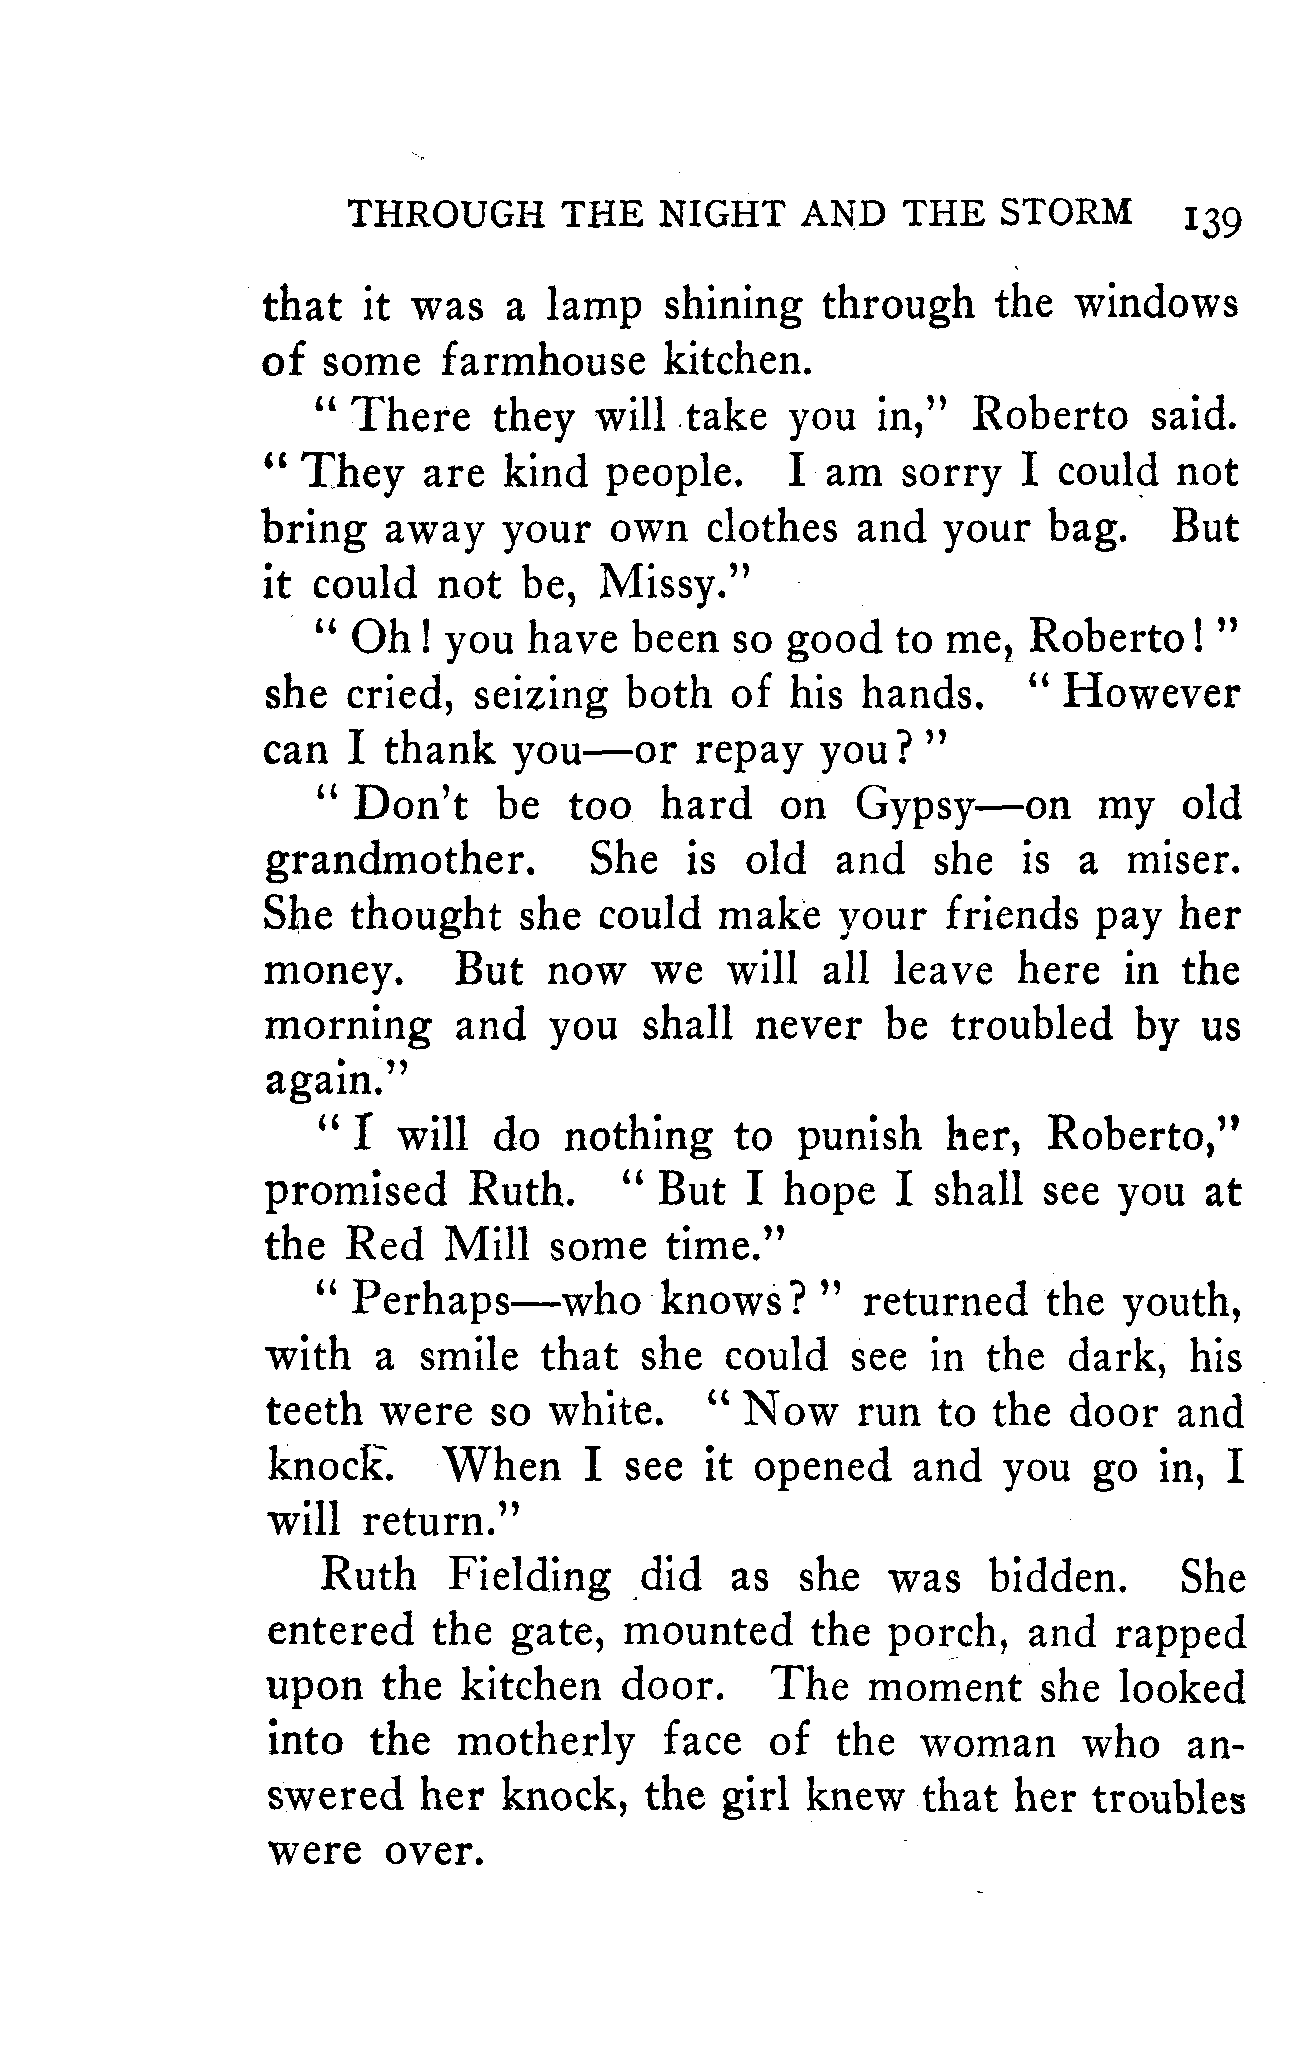 THROUGH THE NIGHT AND THE STORM 139
that it was a lamp shining through the windows
of some farmhouse kitchen.
" There they will take you in," Roberto said.
" They are kind people. I am sorry I could not
bring away your own clothes and your bag. But
it could not be, Missy."
" Oh ! you have been so good to me, Roberto ! "
she cried, seizing both of his hands. " However
can I thank you—or repay you ? "
" Don't be too hard on Gypsy—on my old
grandmother. She is old and she is a miser.
She thought she could make your friends pay her
money. But now we will all leave here in the
morning and you shall never be troubled by us
again."
" I will do nothing to punish her, Roberto,"
promised Ruth. " But I hope I shall see you at
the Red Mill some time."
" Perhaps—who knows ? " returned the youth,
with a smile that she could see in the dark, his
teeth were so white. " Now run to the door and
knock. When I see it opened and you go in, I
will return."
Ruth Fielding did as she was bidden. She
entered the gate, mounted the porch, and rapped
upon the kitchen door. The moment she looked
into the motherly face of the woman who an-
swered her knock, the girl knew that her troubles
were over.